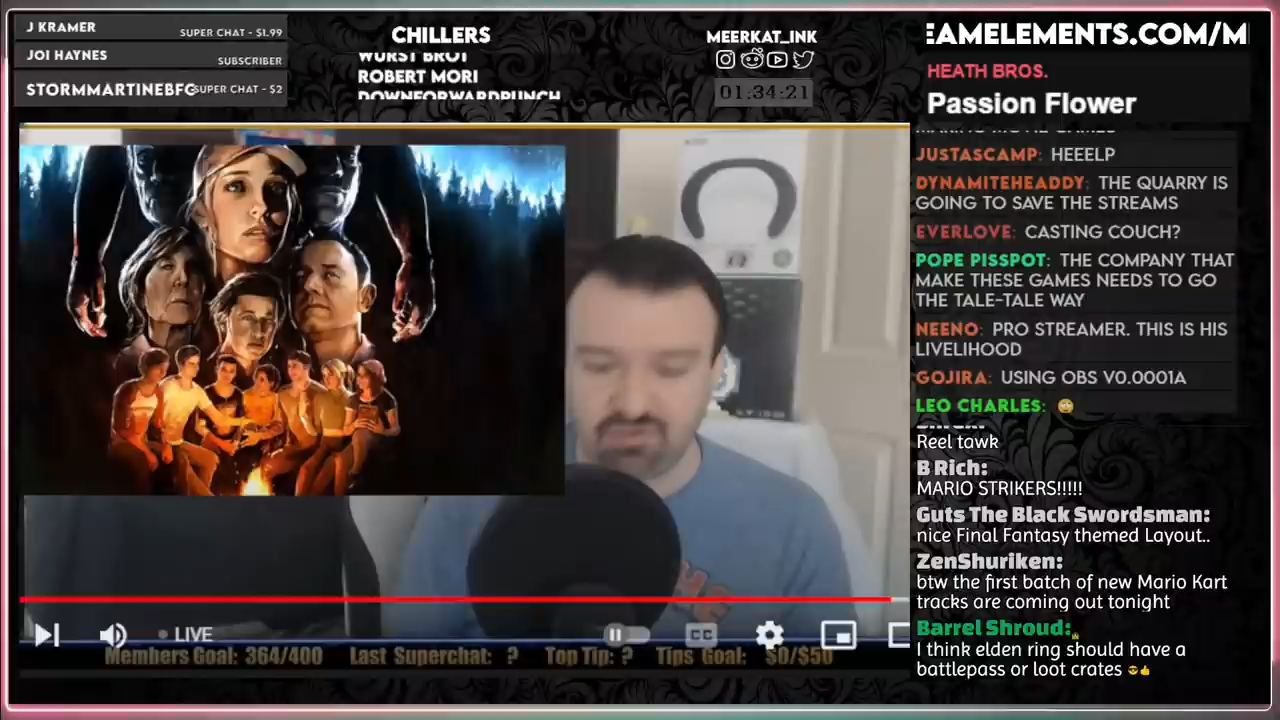 J KRAMER
SUPER CHAT - $1.99
JOI HAYNES
SUBSCRIBER
STORMMARTINEBFG
SUPER CHAT - $2
CHILLERS
WURST BROT
ROBERT MORI
DOWNFORWARDPUNCH
MEERKAT_INK
01:34:21
EAMELEMENTS.COM/M
HEATH BROS.
Passion Flower
MAKING MOVIE GAMES
JUSTASCAMP: HEEELP
DYNAMITEHEADDY: THE QUARRY IS
GOING TO SAVE THE STREAMS
EVERLOVE: CASTING COUCH?
POPE PISSPOT: THE COMPANY THAT
MAKE THESE GAMES NEEDS TO GO
THE TALE-TALE WAY
NEENO: PRO STREAMER. THIS IS HIS
LIVELIHOOD
GOJIRA: USING OBS V0.0001A
LEO CHARLES: 🙄
Reel tawk
B Rich:
MARIO STRIKERS!!!!!
Guts The Black Swordsman:
nice Final Fantasy themed Layout..
ZenShuriken:
btw the first batch of new Mario Kart
tracks are coming out tonight
Barrel Shroud:
I think elden ring should have a
battlepass or loot crates 😎👍
LIVE
CC
Members Goal: 364/400 Last Superchat: ? Top Tip: ? Tips Goal: $0/$50